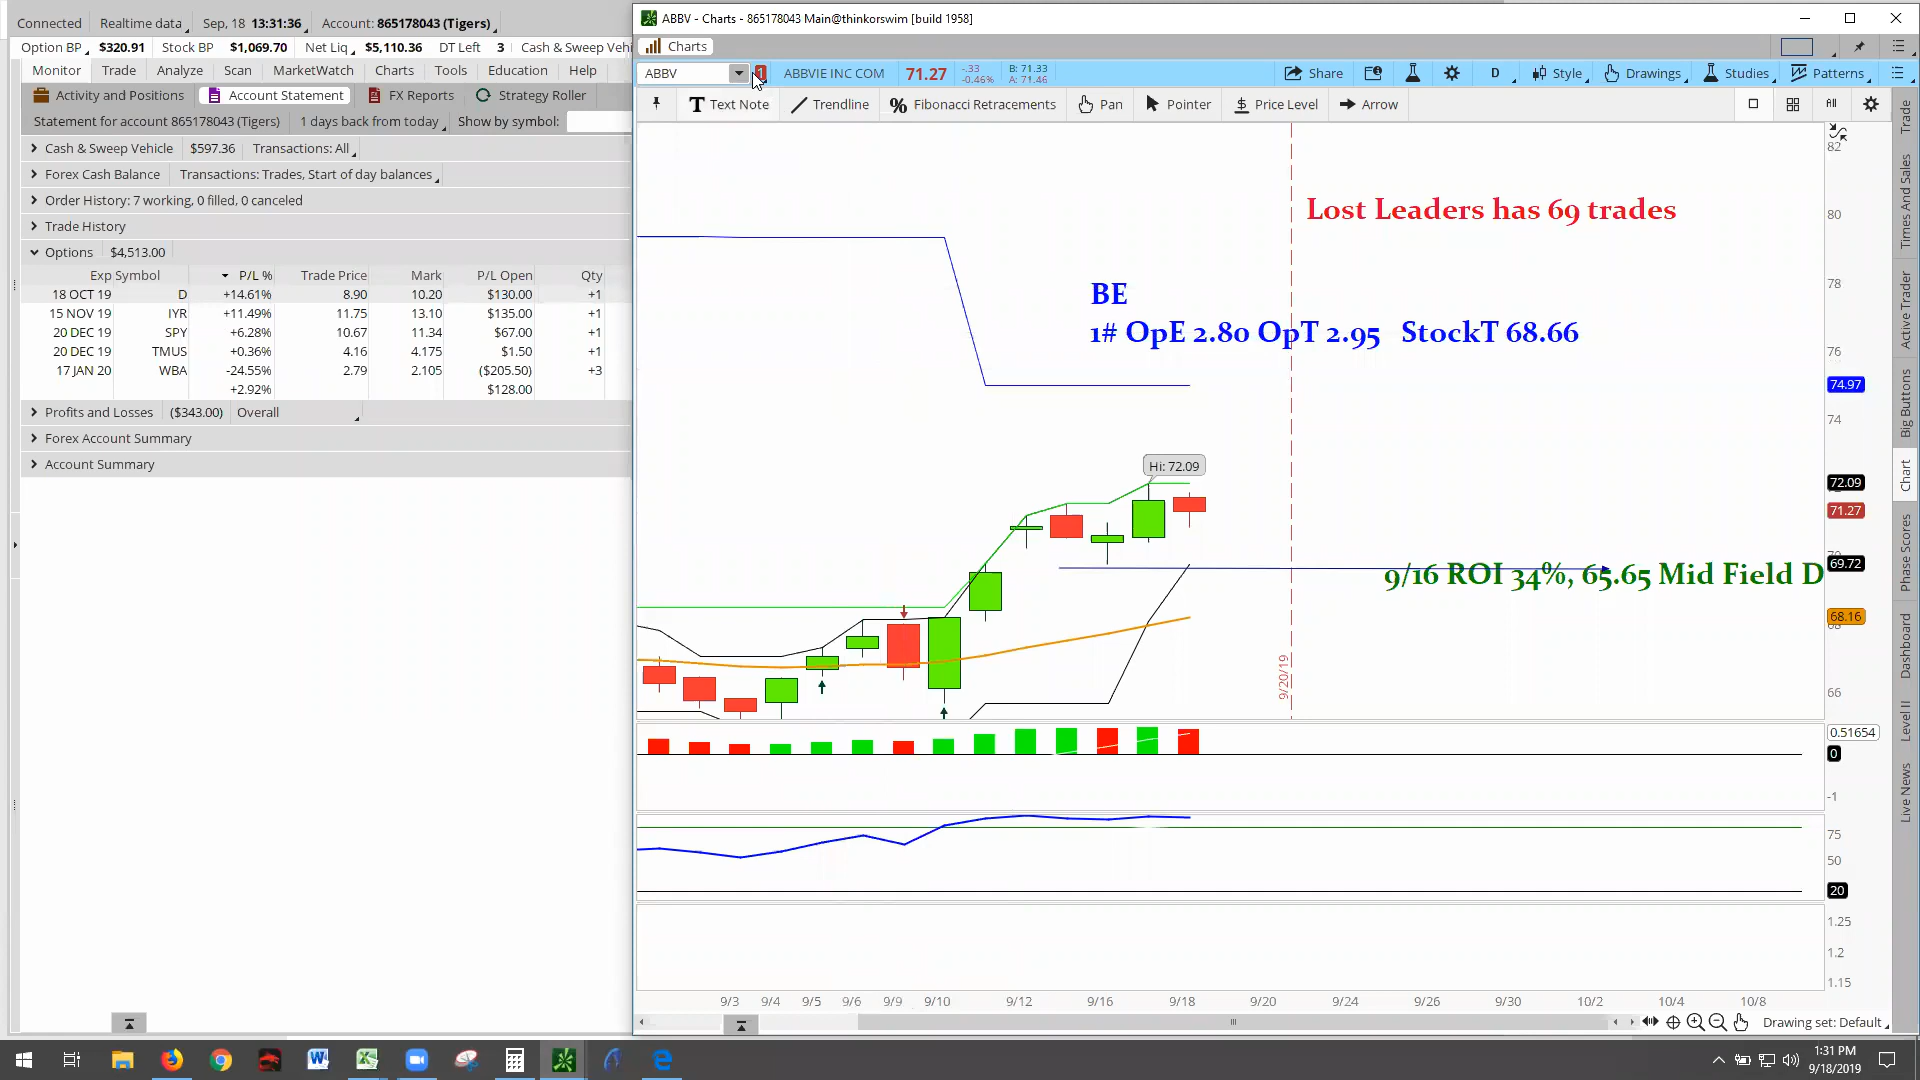 Connected Realtime data Sep, 18 13:31:36 Account: 865178043 (Tigers)
Option BP $320.91 Stock BP $1,069.70 Net Liq $5,110.36 DT Left 3 Cash & Sweep Vehi
Monitor Trade Analyze Scan MarketWatch Charts Tools Education Help
Activity and Positions Account Statement FX Reports Strategy Roller
Statement for account 865178043 (Tigers) 1 days back from today Show by symbol:
Cash & Sweep Vehicle $597.36 Transactions: All
Forex Cash Balance Transactions: Trades, Start of day balances
Order History: 7 working, 0 filled, 0 canceled
Trade History
Options $4,513.00
Exp Symbol P/L % Trade Price Mark P/L Open Qty
18 OCT 19 D +14.61% 8.90 10.20 $130.00 +1
15 NOV 19 IYR +11.49% 11.75 13.10 $135.00 +1
20 DEC 19 SPY +6.28% 10.67 11.34 $67.00 +1
20 DEC 19 TMUS +0.36% 4.16 4.175 $1.50 +1
17 JAN 20 WBA -24.55% 2.79 2.105 ($205.50) +3
+2.92% $128.00
Profits and Losses ($343.00) Overall
Forex Account Summary
Account Summary
ABBV - Charts - 865178043 Main@thinkorswim [build 1958]
Charts
ABBV 1 ABBVIE INC COM 71.27 -.33 B: 71.33
-0.46% A: 71.46
Share D Style Drawings Studies Patterns
Text Note Trendline Fibonacci Retracements Pan Pointer Price Level Arrow All
Lost Leaders has 69 trades
BE
1# OpE 2.80 OpT 2.95 StockT 68.66
Hi: 72.09
9/16 ROI 34%, 65.65 Mid Field D
9/20/19
82
80
78
76
74.97
74
72.09
71.27
69.72
68.16
66
0.51654
0
-1
75
50
20
1.25
1.2
1.15
9/3 9/4 9/5 9/6 9/9 9/10 9/12 9/16 9/18 9/20 9/24 9/26 9/30 10/2 10/4 10/8
Drawing set: Default
Trade
Times And Sales
Active Trader
Big Buttons
Chart
Phase Scores
Dashboard
Level II
Live News
1:31 PM
9/18/2019